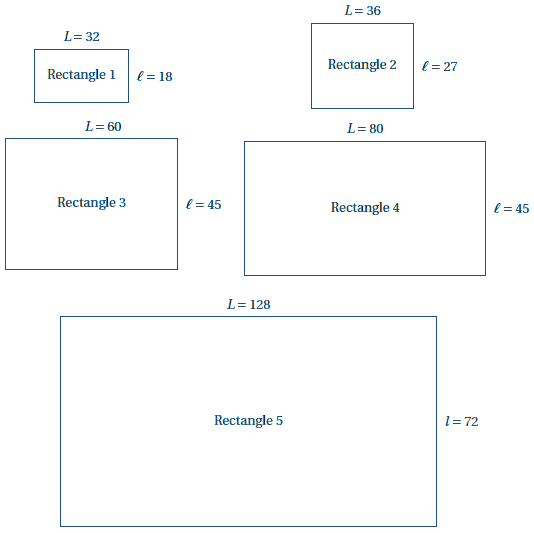 L = 32
Rectangle 1
ℓ = 18
L = 36
Rectangle 2
ℓ = 27
L = 60
Rectangle 3
ℓ = 45
L = 80
Rectangle 4
ℓ = 45
L = 128
Rectangle 5
l = 72